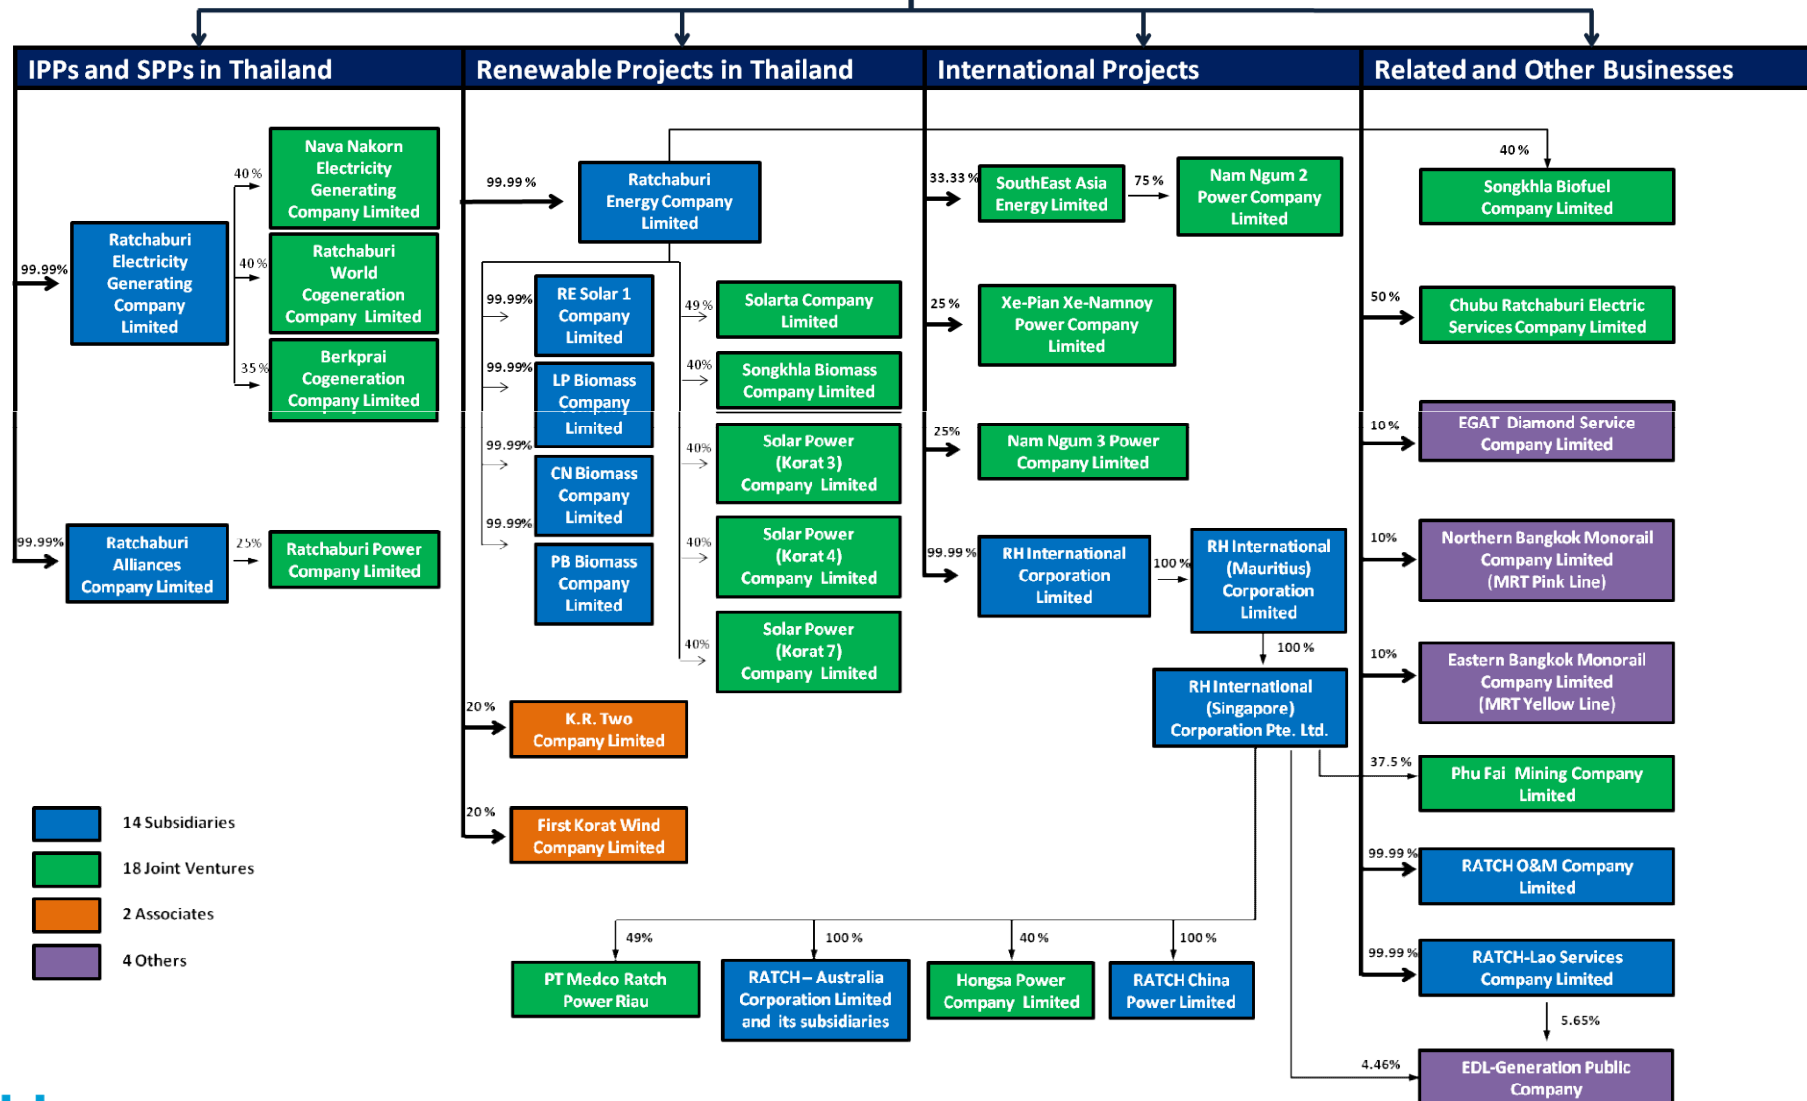 IPPs and SPPs in Thailand
Renewable Projects in Thailand
International Projects
Related and Other Businesses
99.99%
Ratchaburi
Electricity
Generating
Company
Limited
40%
Nava Nakorn
Electricity
Generating
Company Limited
40%
Ratchaburi
World
Cogeneration
Company Limited
35%
Berkprai
Cogeneration
Company Limited
99.99%
Ratchaburi
Alliances
Company Limited
25%
Ratchaburi Power
Company Limited
99.99%
Ratchaburi
Energy Company
Limited
99.99%
RE Solar 1
Company
Limited
99.99%
LP Biomass
Company
Limited
99.99%
CN Biomass
Company
Limited
99.99%
PB Biomass
Company
Limited
49%
Solarta Company
Limited
40%
Songkhla Biomass
Company Limited
40%
Solar Power
(Korat 3)
Company Limited
40%
Solar Power
(Korat 4)
Company Limited
40%
Solar Power
(Korat 7)
Company Limited
20%
K.R. Two
Company Limited
20%
First Korat Wind
Company Limited
33.33%
SouthEast Asia
Energy Limited
75%
Nam Ngum 2
Power Company
Limited
25%
Xe-Pian Xe-Namnoy
Power Company
Limited
25%
Nam Ngum 3 Power
Company Limited
99.99%
RH International
Corporation
Limited
100%
RH International
(Mauritius)
Corporation
Limited
100%
RH International
(Singapore)
Corporation Pte. Ltd.
49%
PT Medco Ratch
Power Riau
100%
RATCH – Australia
Corporation Limited
and its subsidiaries
40%
Hongsa Power
Company Limited
100%
RATCH China
Power Limited
40%
Songkhla Biofuel
Company Limited
50%
Chubu Ratchaburi Electric
Services Company Limited
10%
EGAT Diamond Service
Company Limited
10%
Northern Bangkok Monorail
Company Limited
(MRT Pink Line)
10%
Eastern Bangkok Monorail
Company Limited
(MRT Yellow Line)
37.5%
Phu Fai Mining Company
Limited
99.99%
RATCH O&M Company
Limited
99.99%
RATCH-Lao Services
Company Limited
5.65%
4.46%
EDL-Generation Public
Company
14 Subsidiaries
18 Joint Ventures
2 Associates
4 Others